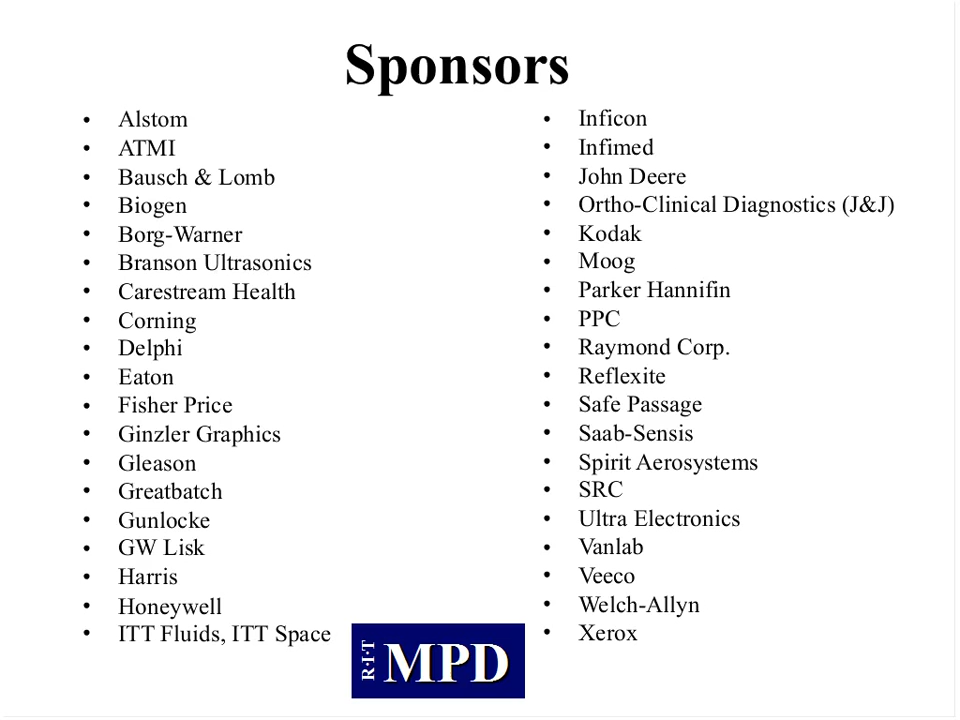 Sponsors
• Alstom
• ATMI
• Bausch & Lomb
• Biogen
• Borg-Warner
• Branson Ultrasonics
• Carestream Health
• Corning
• Delphi
• Eaton
• Fisher Price
• Ginzler Graphics
• Gleason
• Greatbatch
• Gunlocke
• GW Lisk
• Harris
• Honeywell
• ITT Fluids, ITT Space
• Inficon
• Infimed
• John Deere
• Ortho-Clinical Diagnostics (J&J)
• Kodak
• Moog
• Parker Hannifin
• PPC
• Raymond Corp.
• Reflexite
• Safe Passage
• Saab-Sensis
• Spirit Aerosystems
• SRC
• Ultra Electronics
• Vanlab
• Veeco
• Welch-Allyn
• Xerox
R·I·T
MPD